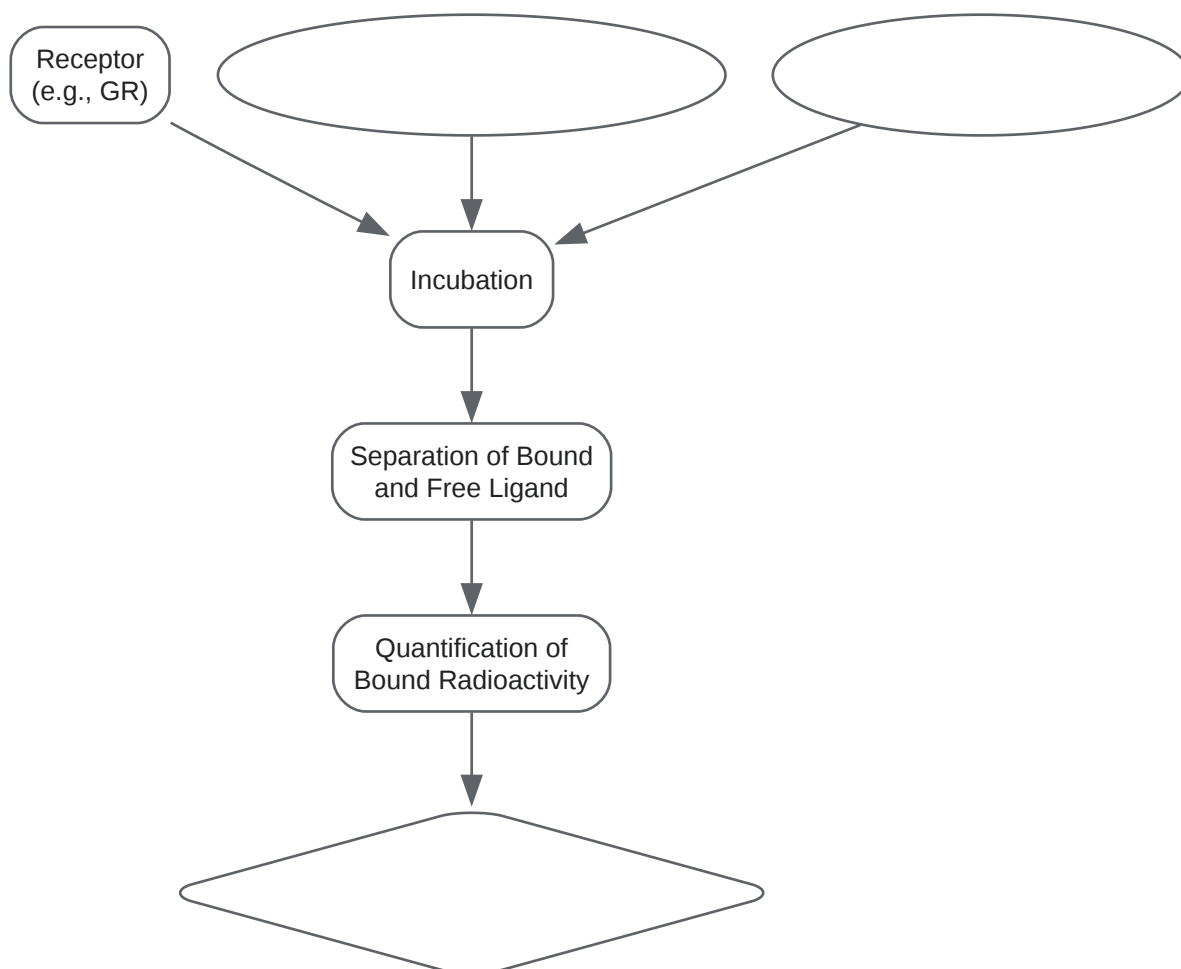 Receptor
(e.g., GR)
Incubation
Separation of Bound
and Free Ligand
Quantification of
Bound Radioactivity